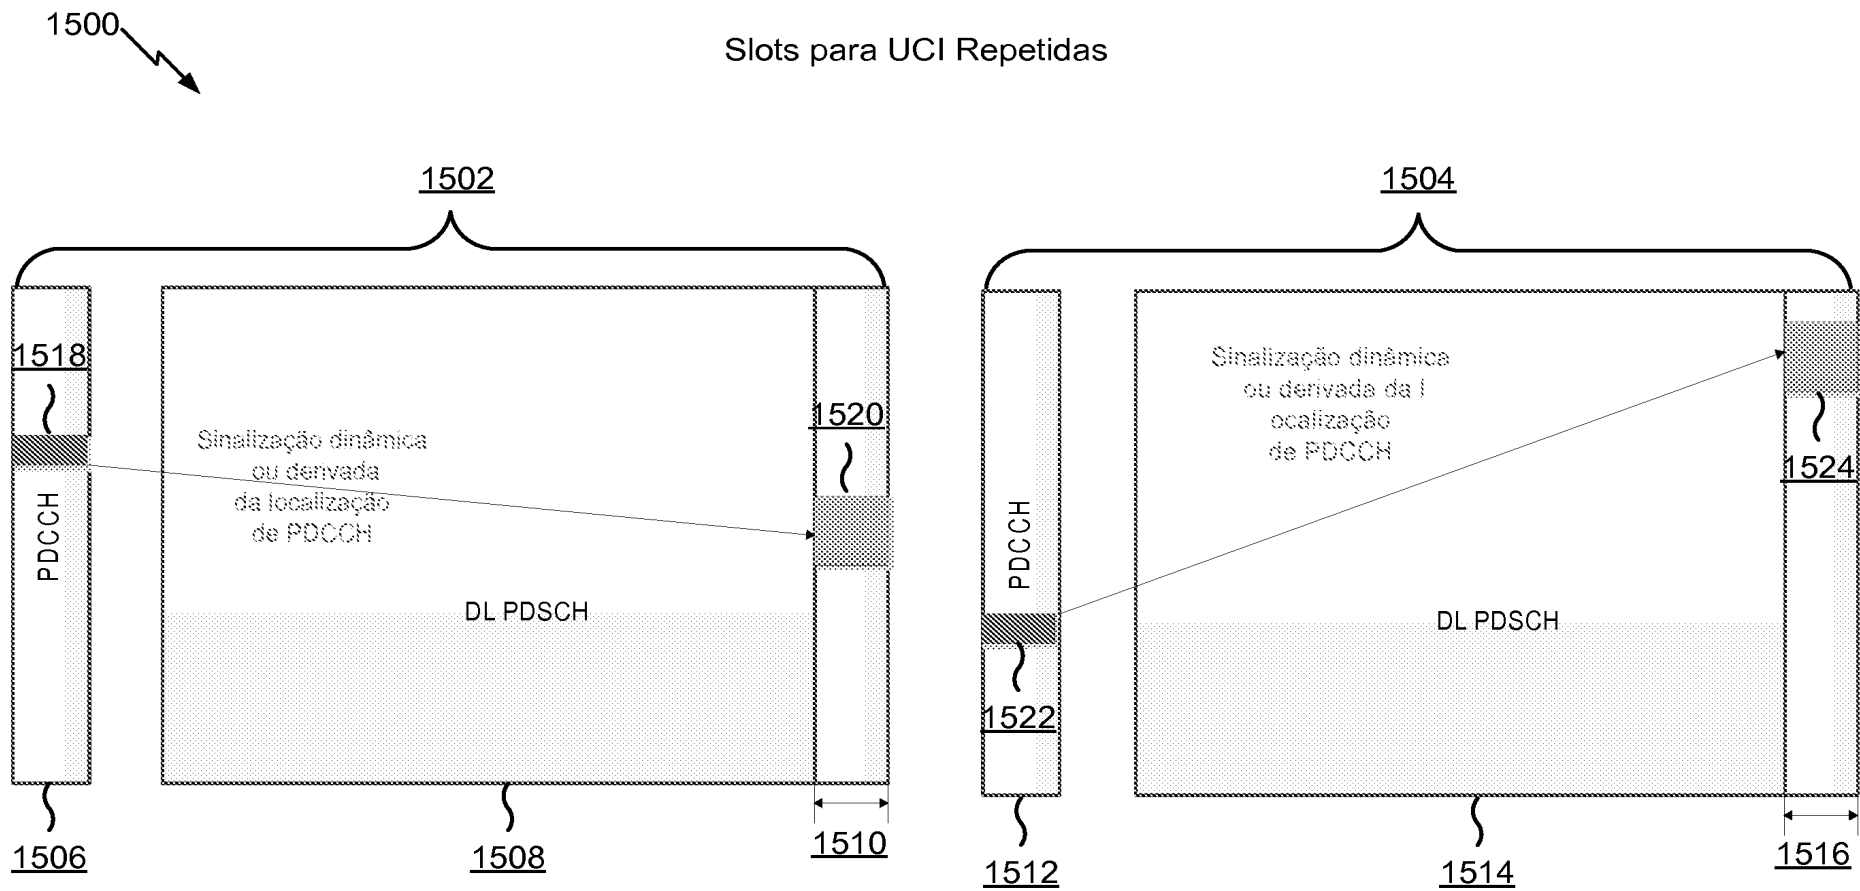 1500
Slots para UCI Repetidas
1502
1504
1518
1520
Sinalização dinâmica
ou derivada
da localização
de PDCCH
PDCCH
DL PDSCH
Sinalização dinâmica
ou derivada da l
ocalização
de PDCCH
1524
PDCCH
DL PDSCH
1522
1506
1508
1510
1512
1514
1516